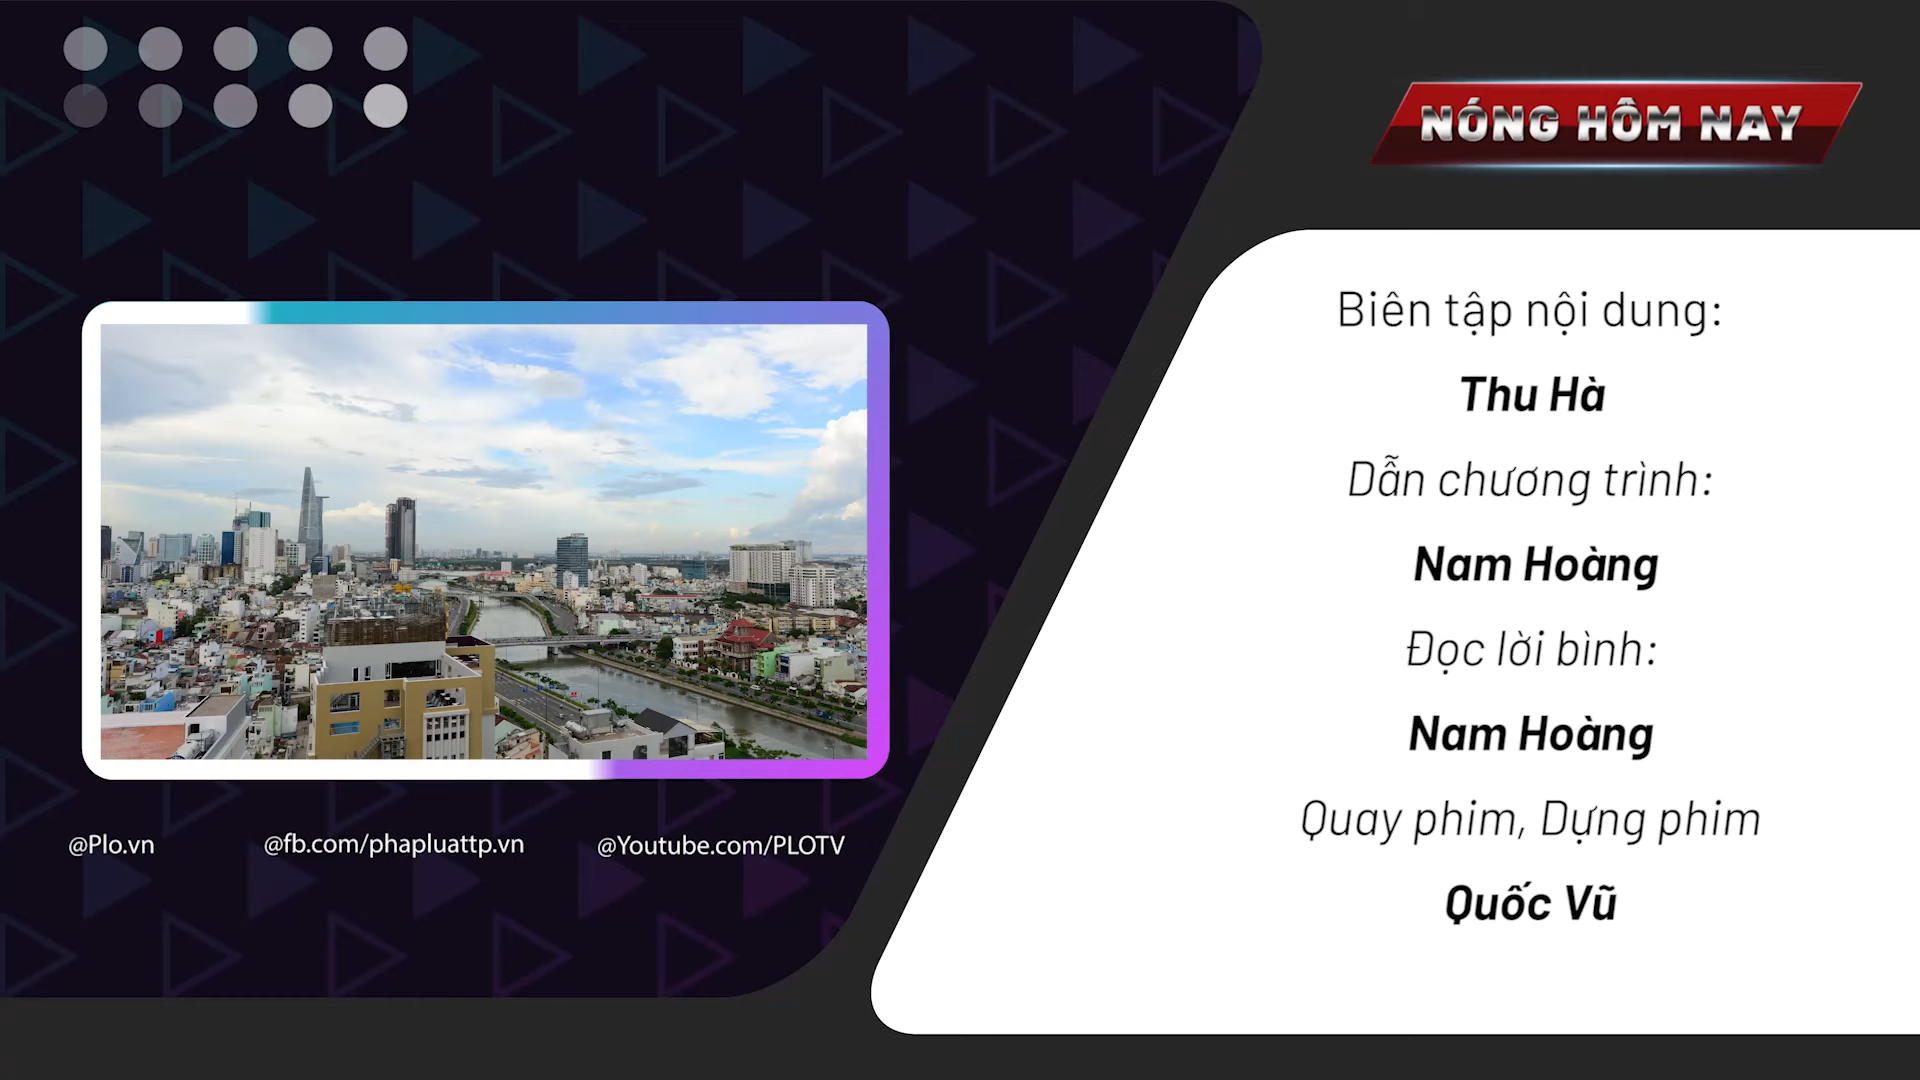 NÓNG HÔM NAY
Biên tập nội dung:
Thu Hà
Dẫn chương trình:
Nam Hoàng
Đọc lời bình:
Nam Hoàng
Quay phim, Dựng phim
Quốc Vũ
@Plo.vn
@fb.com/phapluattp.vn
@Youtube.com/PLOTV